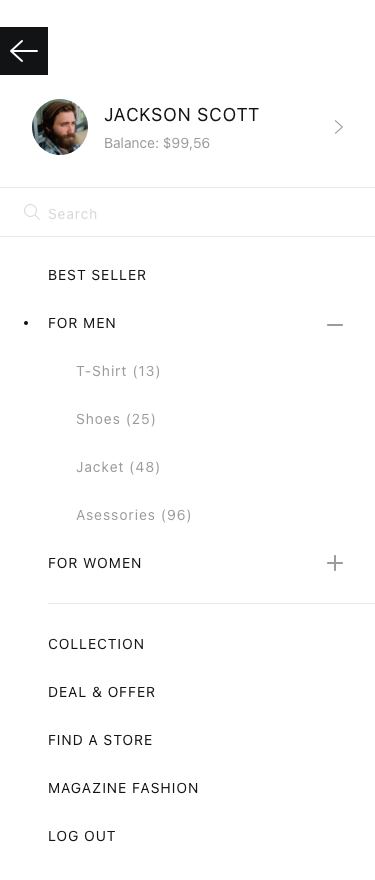 JACKSON SCOTT
Balance: $99,56
Search
BEST SELLER
FOR MEN
T-Shirt (13)
Shoes (25)
Jacket (48)
Asessories (96)
FOR WOMEN
COLLECTION
DEAL & OFFER
FIND A STORE
MAGAZINE FASHION
LOG OUT